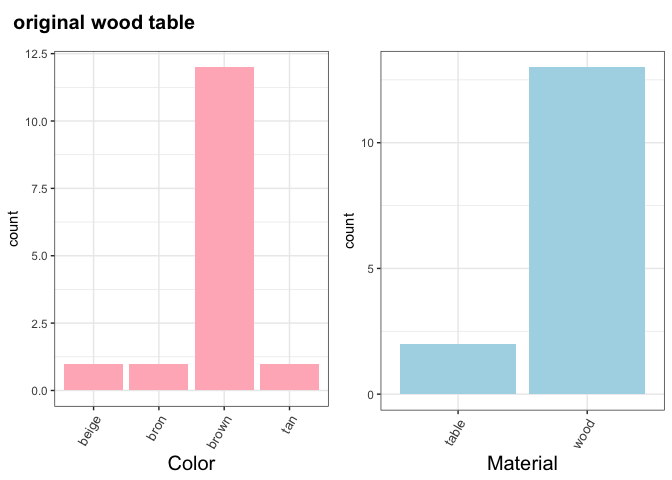 original wood table
12.5
10.0
7.5
5.0
2.5
0.0
count
beige
bron
brown
tan
Color
10
5
0
count
table
wood
Material